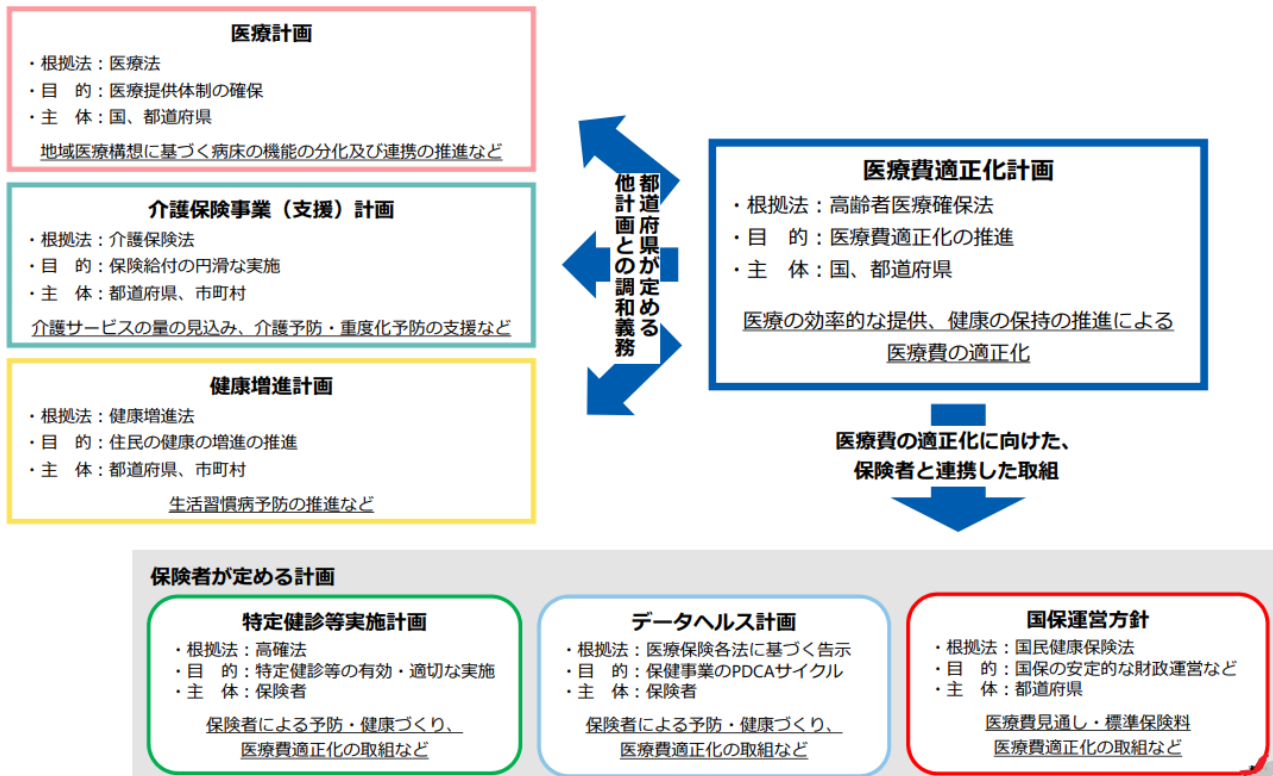 医療計画
・根拠法：医療法
・目　的：医療提供体制の確保
・主　体：国、都道府県
地域医療構想に基づく病床の機能の分化及び連携の推進など
介護保険事業（支援）計画
・根拠法：介護保険法
・目　的：保険給付の円滑な実施
・主　体：都道府県、市町村
介護サービスの量の見込み、介護予防・重度化予防の支援など
健康増進計画
・根拠法：健康増進法
・目　的：住民の健康の増進の推進
・主　体：都道府県、市町村
生活習慣病予防の推進など
都道府県が定める
他計画との調和義務
医療費適正化計画
・根拠法：高齢者医療確保法
・目　的：医療費適正化の推進
・主　体：国、都道府県
医療の効率的な提供、健康の保持の推進による
医療費の適正化
医療費の適正化に向けた、
保険者と連携した取組
保険者が定める計画
特定健診等実施計画
・根拠法：高確法
・目　的：特定健診等の有効・適切な実施
・主　体：保険者
保険者による予防・健康づくり、
医療費適正化の取組など
データヘルス計画
・根拠法：医療保険各法に基づく告示
・目　的：保健事業のPDCAサイクル
・主　体：保険者
保険者による予防・健康づくり、
医療費適正化の取組など
国保運営方針
・根拠法：国民健康保険法
・目　的：国保の安定的な財政運営など
・主　体：都道府県
医療費見通し・標準保険料
医療費適正化の取組など